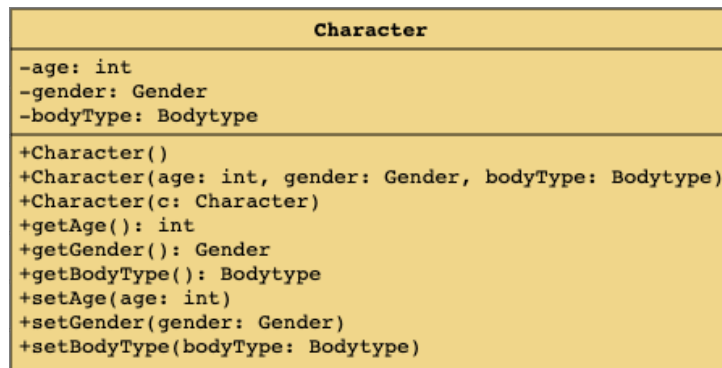 Character
-age: int
-gender: Gender
-bodyType: Bodytype
+Character()
+Character(age: int, gender: Gender, bodyType: Bodytype)
+Character(c: Character)
+getAge(): int
+getGender(): Gender
+getBodyType(): Bodytype
+setAge(age: int)
+setGender(gender: Gender)
+setBodyType(bodyType: Bodytype)